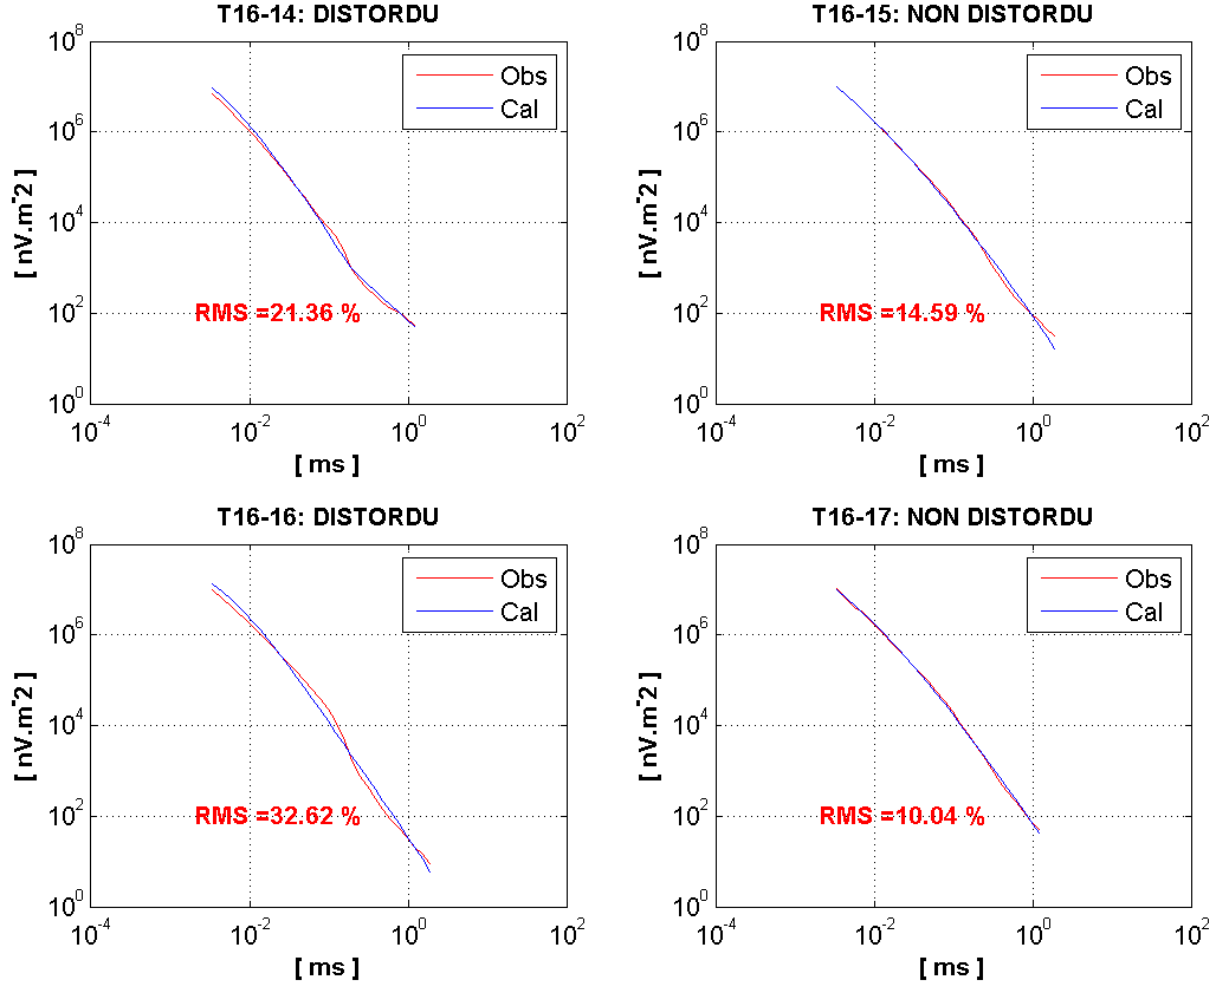 T16-14: DISTORDU
10^8
10^6
10^4
10^2
10^0
[ nV.m^-2 ]
Obs
Cal
RMS =21.36 %
10^-4 10^-2 10^0 10^2
[ ms ]
T16-15: NON DISTORDU
10^8
10^6
10^4
10^2
10^0
[ nV.m^-2 ]
Obs
Cal
RMS =14.59 %
10^-4 10^-2 10^0 10^2
[ ms ]
T16-16: DISTORDU
10^8
10^6
10^4
10^2
10^0
[ nV.m^-2 ]
Obs
Cal
RMS =32.62 %
10^-4 10^-2 10^0 10^2
[ ms ]
T16-17: NON DISTORDU
10^8
10^6
10^4
10^2
10^0
[ nV.m^-2 ]
Obs
Cal
RMS =10.04 %
10^-4 10^-2 10^0 10^2
[ ms ]